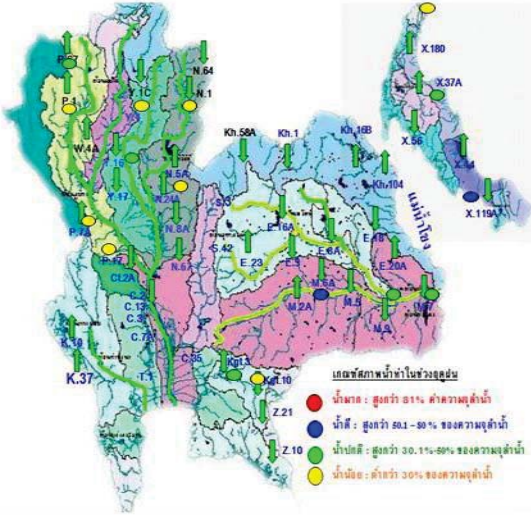 P.67
N.64
Y.1C
N.1
P.1
W.4A
Y.16
Y.17
N.5A
N.24A
N.8A
P.7A
P.17
N.67
Ct.2A
C.2
C.13
C.3
C.7A
C.35
K.10
K.37
T.1
Kh.58A
Kh.1
Kh.16B
Kh.104
แม่น้ำโขง
S.3
S.42
E.16A
E.23
E.9
E.8A
E.18
E.20A
M.6A
M.2A
M.5
M.9
M.7
Kgt.3
Kgt.10
Z.21
Z.10
X.180
X.37A
X.56
X.44
X.119A
เกณฑ์สภาพน้ำท่าในช่วงฤดูฝน
น้ำมาก : สูงกว่า 81% ค่าความจุลำน้ำ
น้ำดี : สูงกว่า 50.1 - 80 % ของความจุลำน้ำ
น้ำปกติ : สูงกว่า 30.1%-50% ของความจุลำน้ำ
น้ำน้อย : ต่ำกว่า 30% ของความจุลำน้ำ